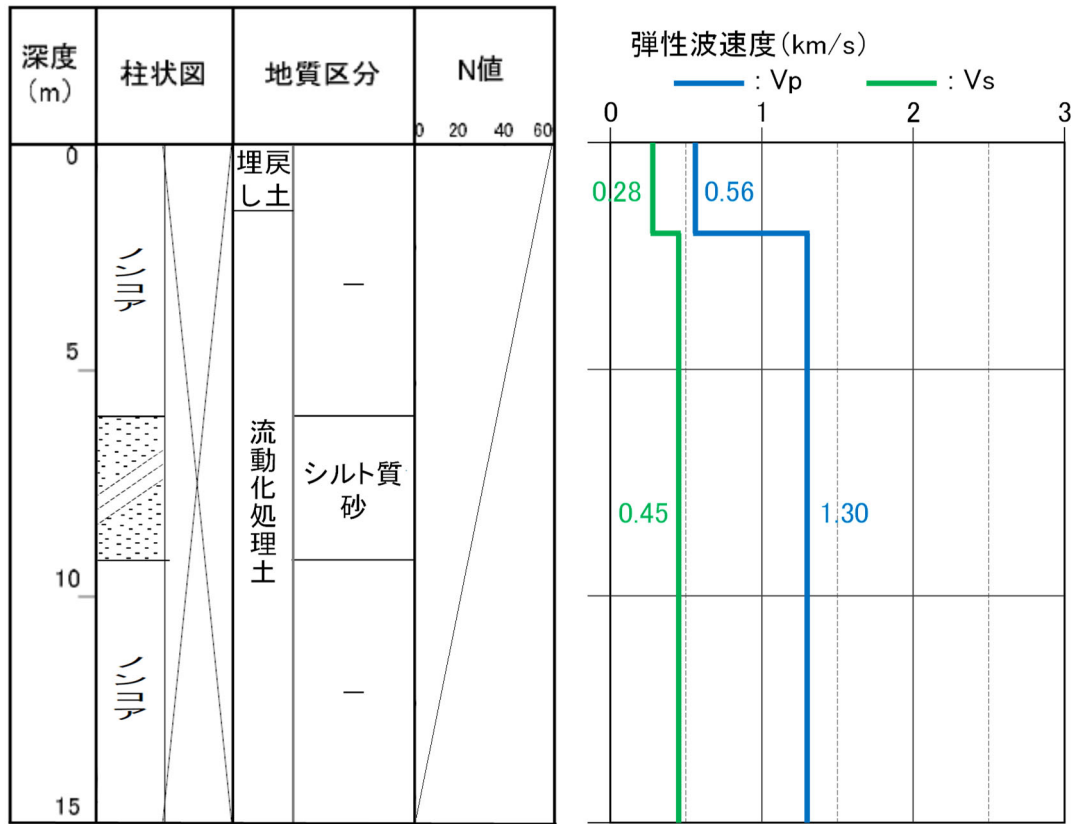 深度
(m)
柱状図
地質区分
N値
0 20 40 60
0
5
10
15
ノンコア
ノンコア
埋戻
し土
流動化処理土
—
シルト質
砂
—
弾性波速度(km/s)
: Vp : Vs
0 1 2 3
0.28 0.56
0.45 1.30